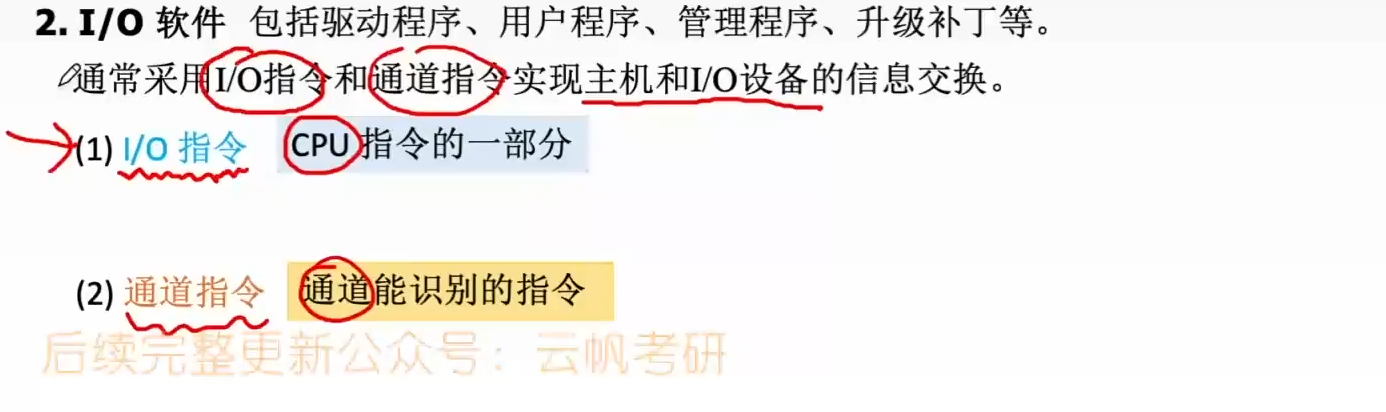 2. I/O 软件 包括驱动程序、用户程序、管理程序、升级补丁等。
通常采用I/O指令和通道指令实现主机和I/O设备的信息交换。
(1) I/O 指令 CPU 指令的一部分
(2) 通道指令 通道能识别的指令
后续完整更新公众号：云帆考研